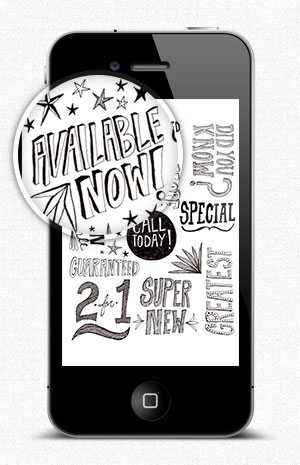 AVAILABLE
NOW!
DID YOU
KNOW?
SPECIAL
CALL
TODAY!
GUARANTEED
2 for 1
SUPER
NEW
GREATEST